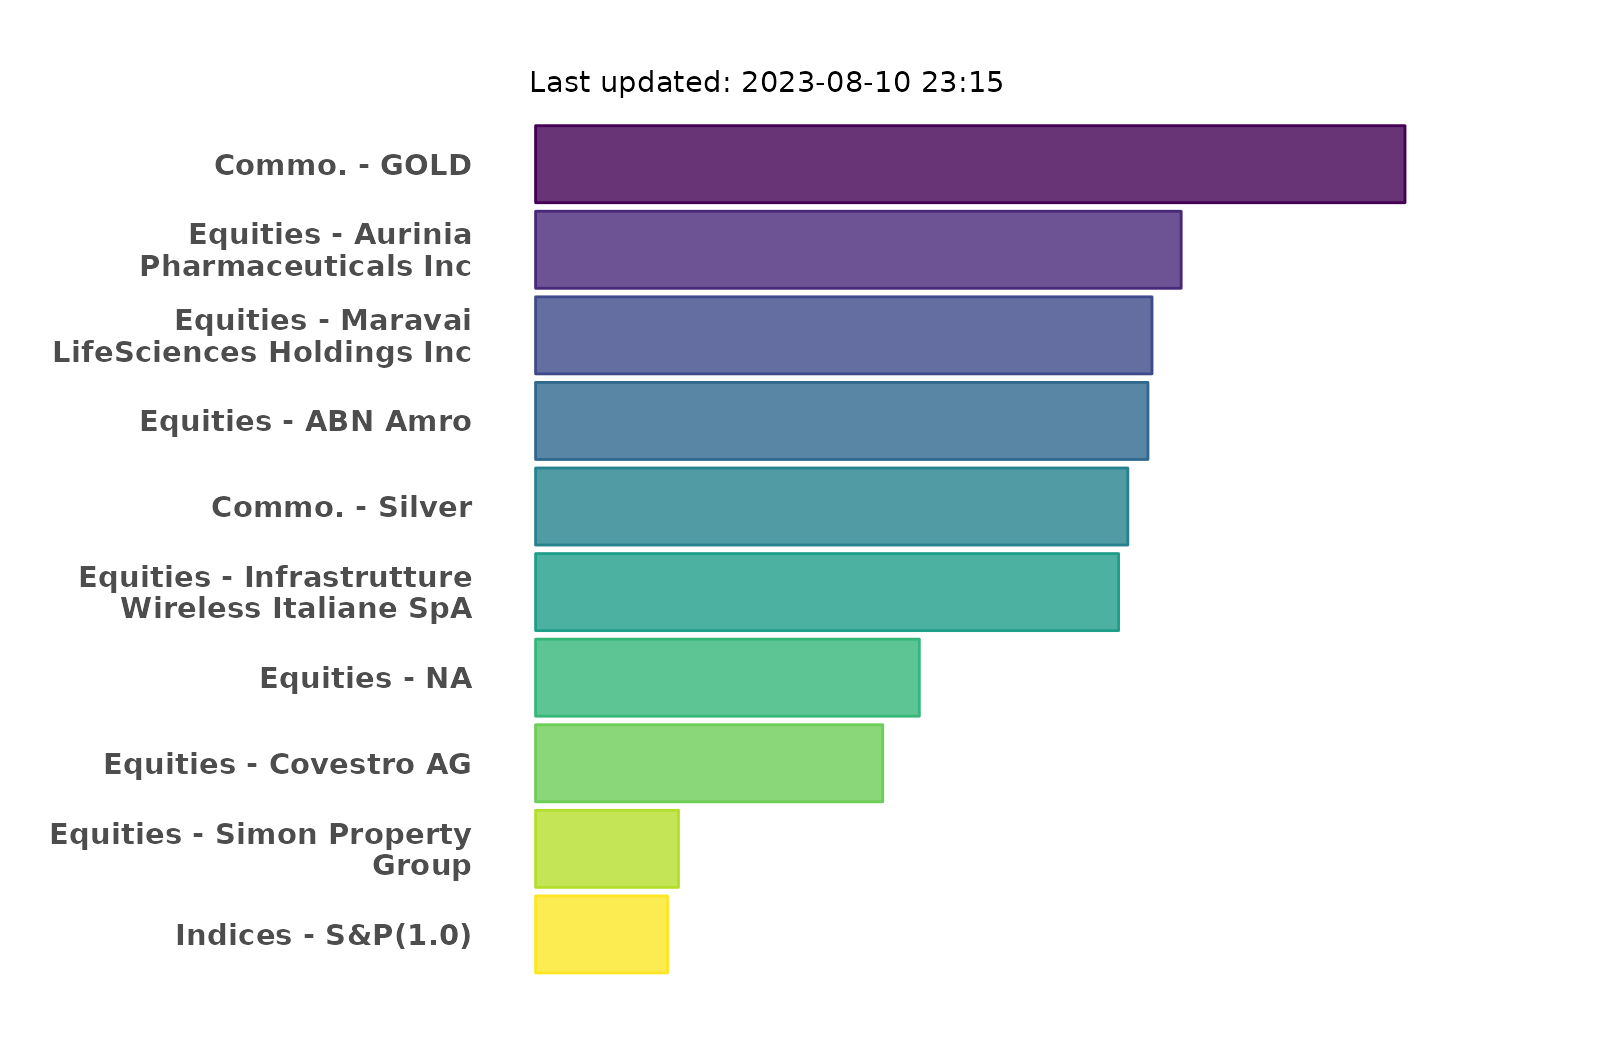 Last updated: 2023-08-10 23:15
Commo. - GOLD
Equities - Aurinia
Pharmaceuticals Inc
Equities - Maravai
LifeSciences Holdings Inc
Equities - ABN Amro
Commo. - Silver
Equities - Infrastrutture
Wireless Italiane SpA
Equities - NA
Equities - Covestro AG
Equities - Simon Property
Group
Indices - S&P(1.0)